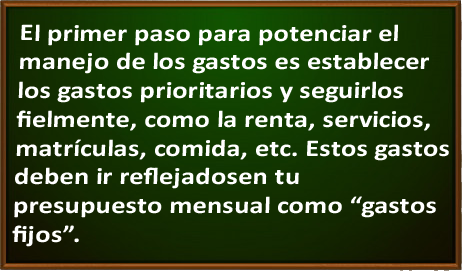 El primer paso para potenciar el
manejo de los gastos es establecer
los gastos prioritarios y seguirlos
fielmente, como la renta, servicios,
matrículas, comida, etc. Estos gastos
deben ir reflejadosen tu
presupuesto mensual como “gastos
fijos”.